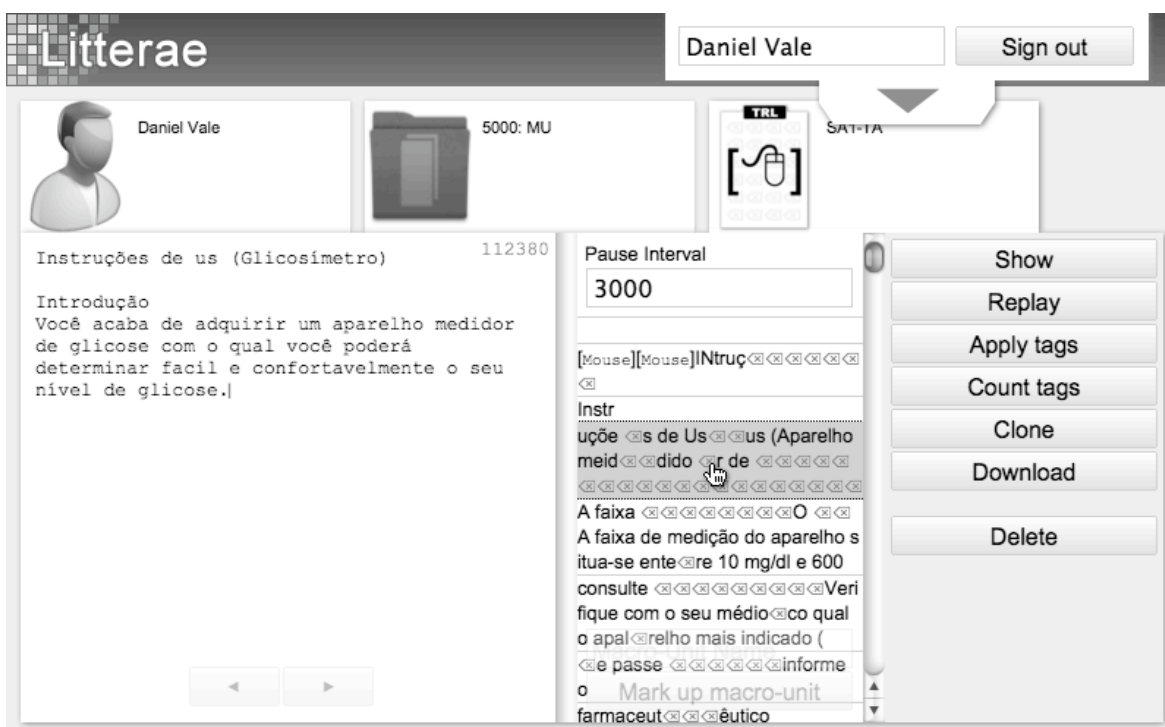 Litterae
Daniel Vale
Sign out
Daniel Vale
5000: MU
TRL
SA1-TA
112380
Instruções de us (Glicosímetro)
Introdução
Você acaba de adquirir um aparelho medidor
de glicose com o qual você poderá
determinar facil e confortavelmente o seu
nível de glicose.
Pause Interval
3000
[Mouse][Mouse]INtruç⌫⌫⌫⌫⌫⌫
⌫
Instr
uçõe ⌫s de Us⌫⌫us (Aparelho
meid⌫⌫dido ⌫r de ⌫⌫⌫⌫⌫
⌫⌫⌫⌫⌫⌫⌫⌫⌫⌫⌫⌫⌫⌫⌫
A faixa ⌫⌫⌫⌫⌫⌫⌫⌫O ⌫⌫
A faixa de medição do aparelho s
itua-se ente⌫re 10 mg/dl e 600
consulte ⌫⌫⌫⌫⌫⌫⌫⌫⌫Veri
fique com o seu médio⌫co qual
o apal⌫relho mais indicado (
Macro-Unit Name
⌫e passe ⌫⌫⌫⌫⌫⌫informe
o
Mark up macro-unit
farmaceut⌫⌫⌫êutico
Show
Replay
Apply tags
Count tags
Clone
Download
Delete